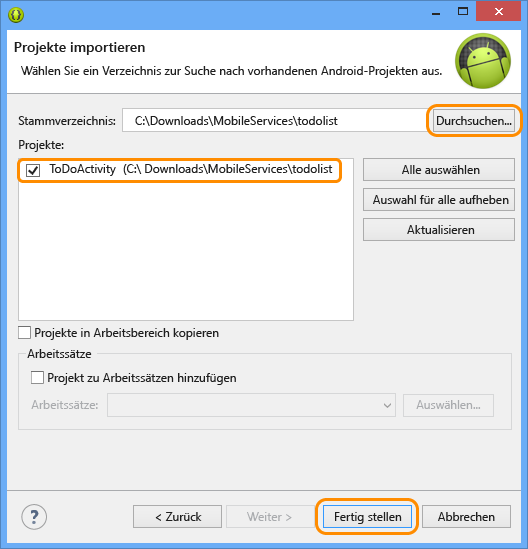 Projekte importieren
Wählen Sie ein Verzeichnis zur Suche nach vorhandenen Android-Projekten aus.
Stammverzeichnis: C:\Downloads\MobileServices\todolist Durchsuchen...
Projekte:
ToDoActivity (C:\ Downloads\MobileServices\todolist
Alle auswählen
Auswahl für alle aufheben
Aktualisieren
Projekte in Arbeitsbereich kopieren
Arbeitssätze
Projekt zu Arbeitssätzen hinzufügen
Arbeitssätze: Auswählen...
? < Zurück Weiter > Fertig stellen Abbrechen